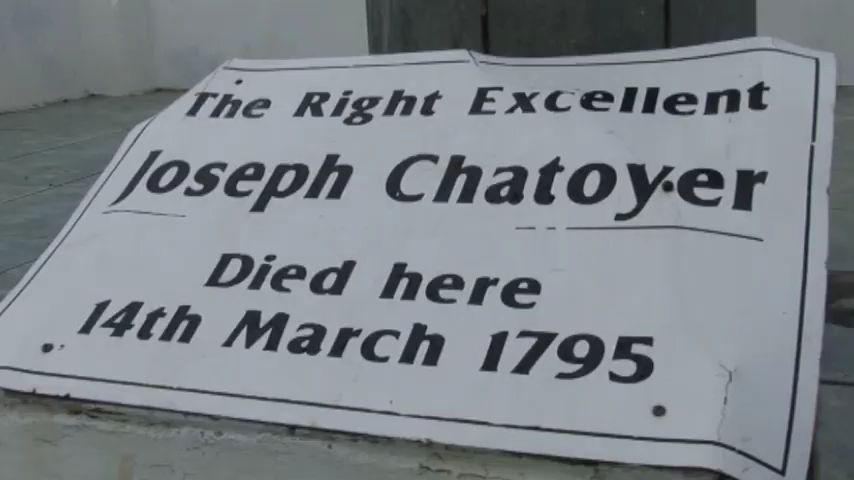 The Right Excellent
Joseph Chatoyer
Died here
14th March 1795